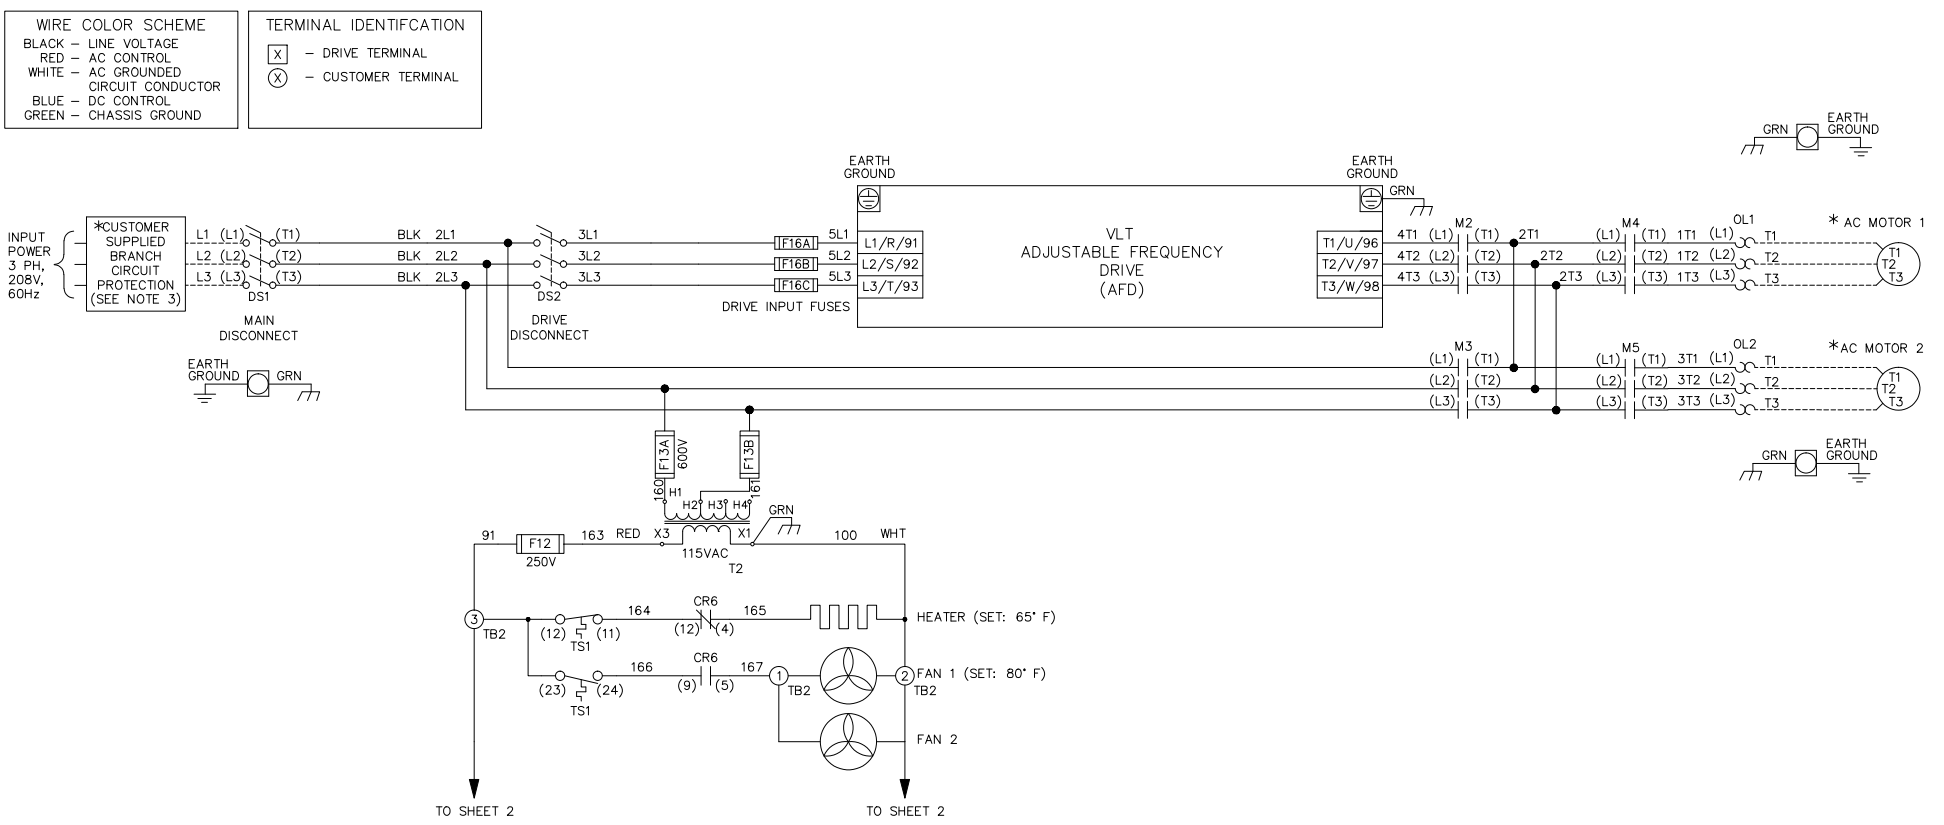 WIRE COLOR SCHEME
BLACK – LINE VOLTAGE
RED – AC CONTROL
WHITE – AC GROUNDED
CIRCUIT CONDUCTOR
BLUE – DC CONTROL
GREEN – CHASSIS GROUND
TERMINAL IDENTIFCATION
X – DRIVE TERMINAL
X – CUSTOMER TERMINAL
GRN
EARTH
GROUND
EARTH
GROUND
EARTH
GROUND
GRN
INPUT
POWER
3 PH,
208V,
60Hz
*CUSTOMER
SUPPLIED
BRANCH
CIRCUIT
PROTECTION
(SEE NOTE 3)
L1 (L1) (T1) BLK 2L1 3L1 F16A 5L1 L1/R/91
L2 (L2) (T2) BLK 2L2 3L2 F16B 5L2 L2/S/92
L3 (L3) (T3) BLK 2L3 3L3 F16C 5L3 L3/T/93
DS1
DS2
MAIN
DISCONNECT
DRIVE
DISCONNECT
DRIVE INPUT FUSES
VLT
ADJUSTABLE FREQUENCY
DRIVE
(AFD)
M2 M4 OL1 * AC MOTOR 1
T1/U/96 4T1 (L1) (T1) 2T1 (L1) (T1) 1T1 (L1) T1
T2/V/97 4T2 (L2) (T2) 2T2 (L2) (T2) 1T2 (L2) T2
T3/W/98 4T3 (L3) (T3) 2T3 (L3) (T3) 1T3 (L3) T3
T1
T2
T3
EARTH
GROUND
GRN
M3 M5 OL2 *AC MOTOR 2
(L1) (T1) (L1) (T1) 3T1 (L1) T1
(L2) (T2) (L2) (T2) 3T2 (L2) T2
(L3) (T3) (L3) (T3) 3T3 (L3) T3
T1
T2
T3
GRN
EARTH
GROUND
F13A
600V
F13B
160
161
H1
H2 H3 H4
GRN
91 F12 163 RED X3 X1 100 WHT
250V
115VAC
T2
3
TB2
164 CR6 165
(12) (11) (12) (4)
TS1
HEATER (SET: 65° F)
166 CR6 167
(23) (24) (9) (5)
TS1
1
TB2
2
TB2
FAN 1 (SET: 80° F)
FAN 2
TO SHEET 2
TO SHEET 2